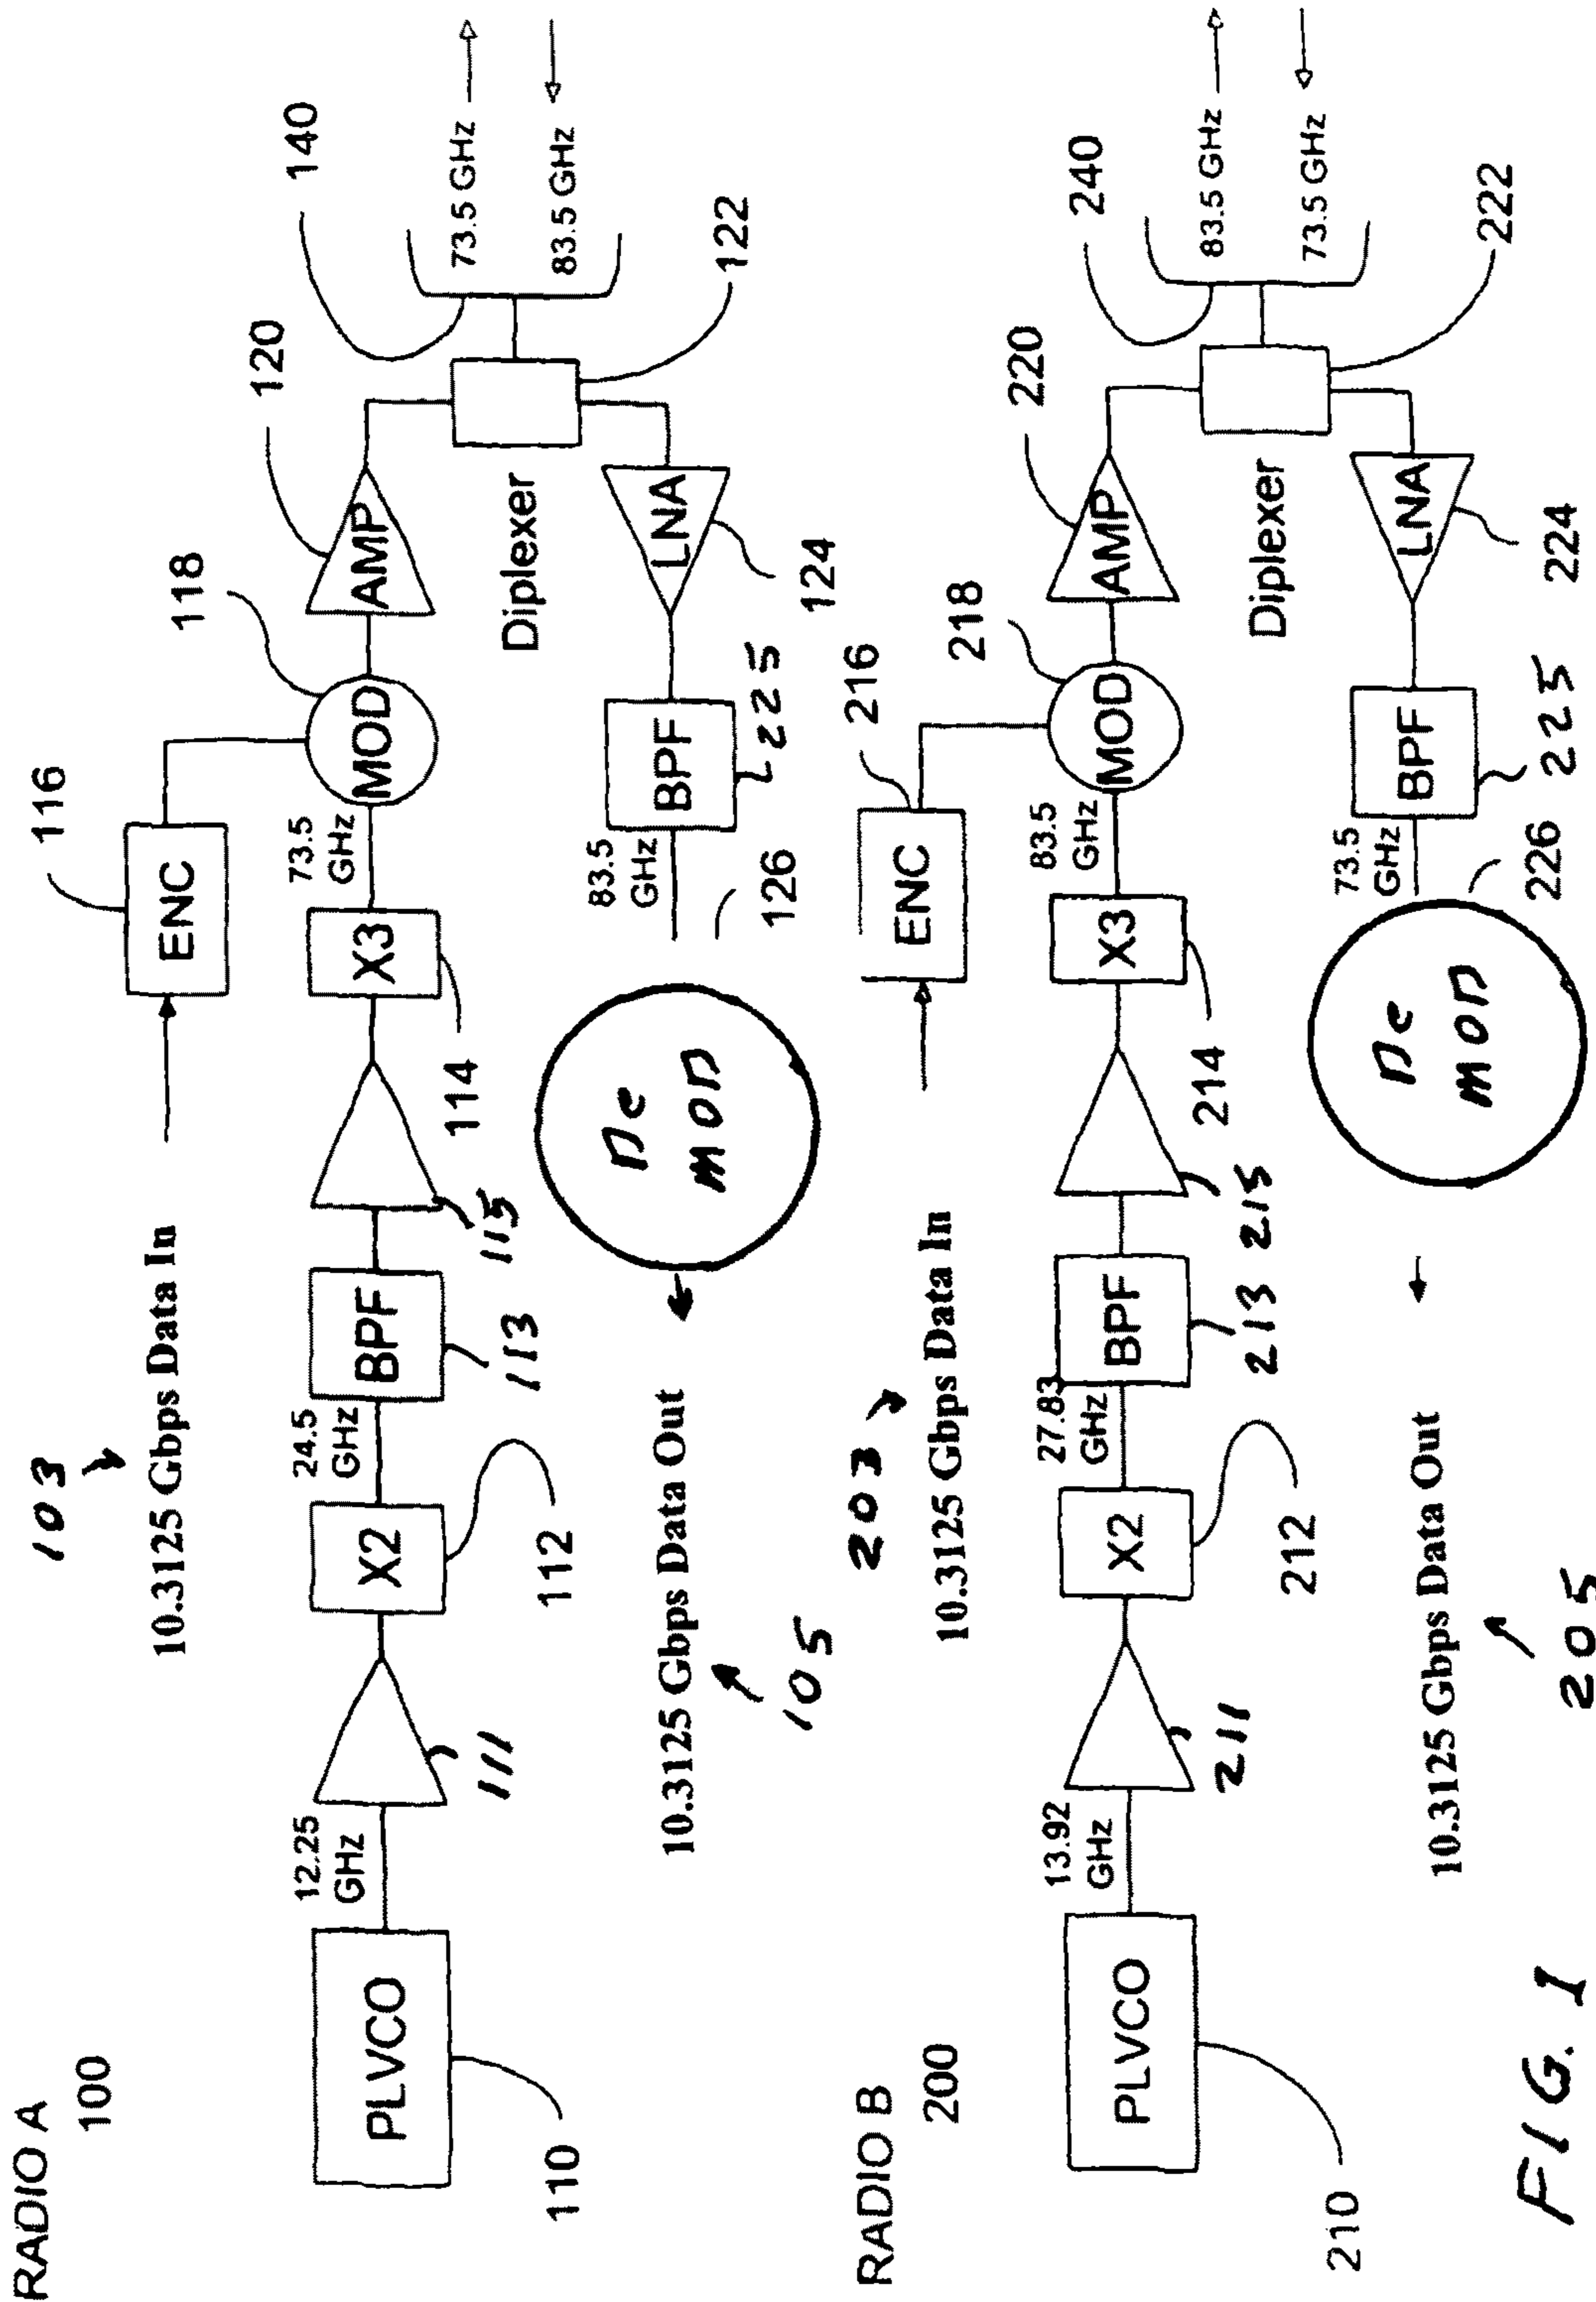 RADIO A
100
103
10.3125 Gbps Data In
116
ENC
118
120
140
12.25
GHz
24.5
GHz
73.5
GHz
73.5 GHz
83.5 GHz
PLVCO
X2
BPF
X3
MOD
AMP
110
111
112
113
115
114
Diplexer
122
10.3125 Gbps Data Out
105
De
mOD
83.5
GHz
126
BPF
225
LNA
124
RADIO B
200
203
10.3125 Gbps Data In
216
ENC
218
220
240
13.92
GHz
27.83
GHz
83.5
GHz
83.5 GHz
73.5 GHz
PLVCO
X2
BPF
X3
MOD
AMP
210
211
212
213
215
214
Diplexer
222
10.3125 Gbps Data Out
205
De
mOD
73.5
GHz
226
BPF
225
LNA
224
FIG. 1